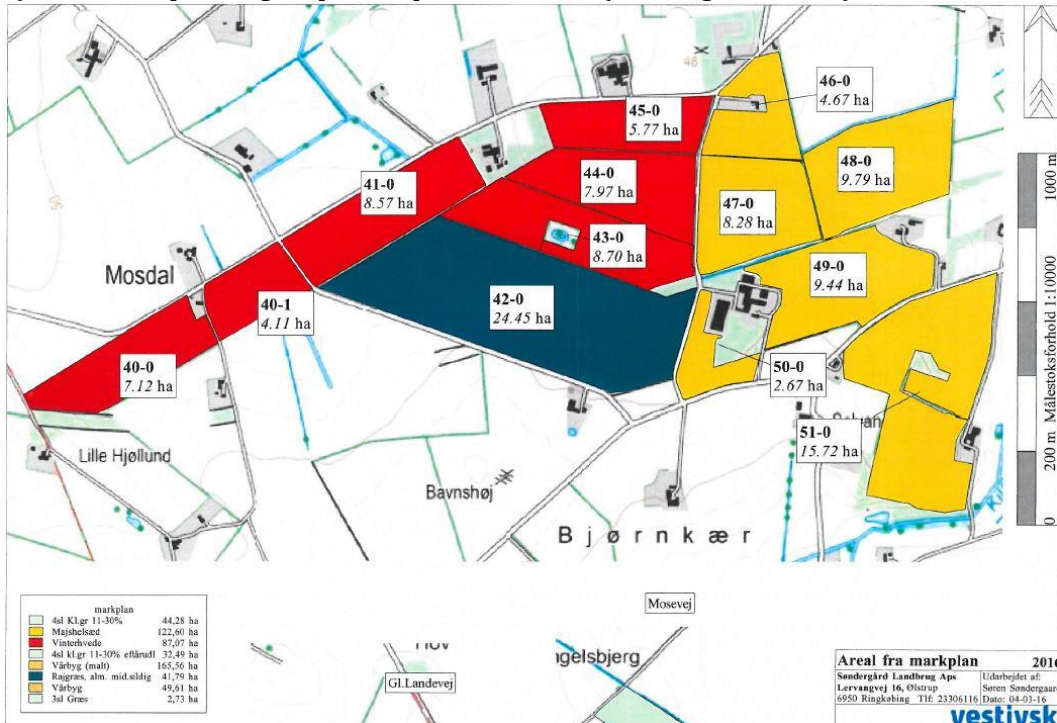 46-0
4.67 ha
48
45-0
5.77 ha
48-0
9.79 ha
44-0
7.97 ha
41-0
8.57 ha
47-0
8.28 ha
43-0
8.70 ha
49-0
9.44 ha
Mosdal
42-0
24.45 ha
40-1
4.11 ha
40-0
7.12 ha
50-0
2.67 ha
51-0
15.72 ha
Lille Hjøllund
Bavnshøj
Bjørnkær
0 200 m Målestoksforhold 1:10000 1000 m
Mosevej
Gl.Landevej
ngelsbjerg
markplan
4sl Kl.gr 11-30% 44,28 ha
Majshelsæd 122,60 ha
Vinterhvede 87,07 ha
4sl kl.gr 11-30% eftårudl 32,49 ha
Vårbyg (malt) 165,56 ha
Rajgræs, alm. mid.sildig 41,79 ha
Vårbyg 49,61 ha
3sl Græs 2,73 ha
Areal fra markplan 2016
Søndergård Landbrug Aps Udarbejdet af:
Lervangvej 16, Ølstrup Søren Søndergaard
6950 Ringkøbing Tlf: 23306116 Dato: 04-03-16
vestjysk